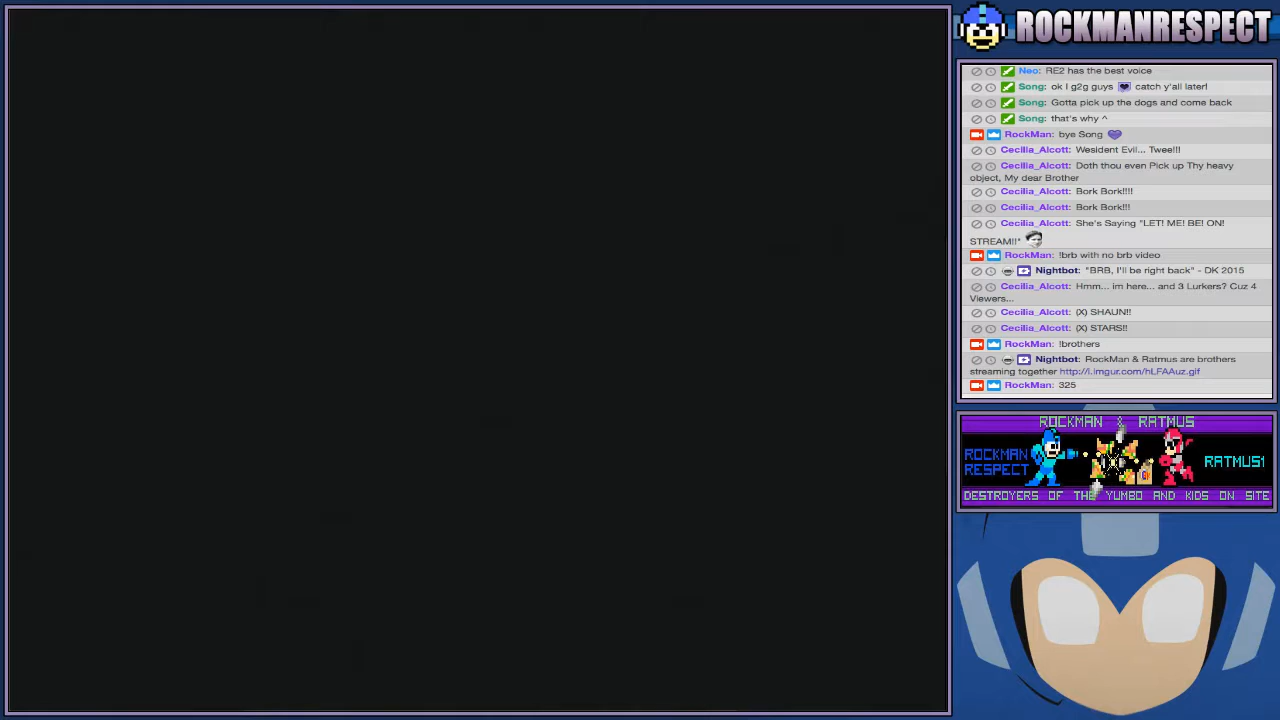 ROCKMANRESPECT
Neo: RE2 has the best voice
Song: ok I g2g guys catch y'all later!
Song: Gotta pick up the dogs and come back
Song: that's why ^
RockMan: bye Song
Cecilia_Alcott: Wesident Evil... Twee!!!
Cecilia_Alcott: Doth thou even Pick up Thy heavy
object, My dear Brother
Cecilia_Alcott: Bork Bork!!!!
Cecilia_Alcott: Bork Bork!!!
Cecilia_Alcott: She's Saying "LET! ME! BE! ON!
STREAM!!"
RockMan: !brb with no brb video
Nightbot: "BRB, I'll be right back" - DK 2015
Cecilia_Alcott: Hmm... im here... and 3 Lurkers? Cuz 4
Viewers...
Cecilia_Alcott: (X) SHAUN!!
Cecilia_Alcott: (X) STARS!!
RockMan: !brothers
Nightbot: RockMan & Ratmus are brothers
streaming together http://i.imgur.com/hLFAAuz.gif
RockMan: 325
ROCKMAN & RATMUS
ROCKMAN
RESPECT
RATMUS1
DESTROYERS OF THE YUMBO AND KIDS ON SITE